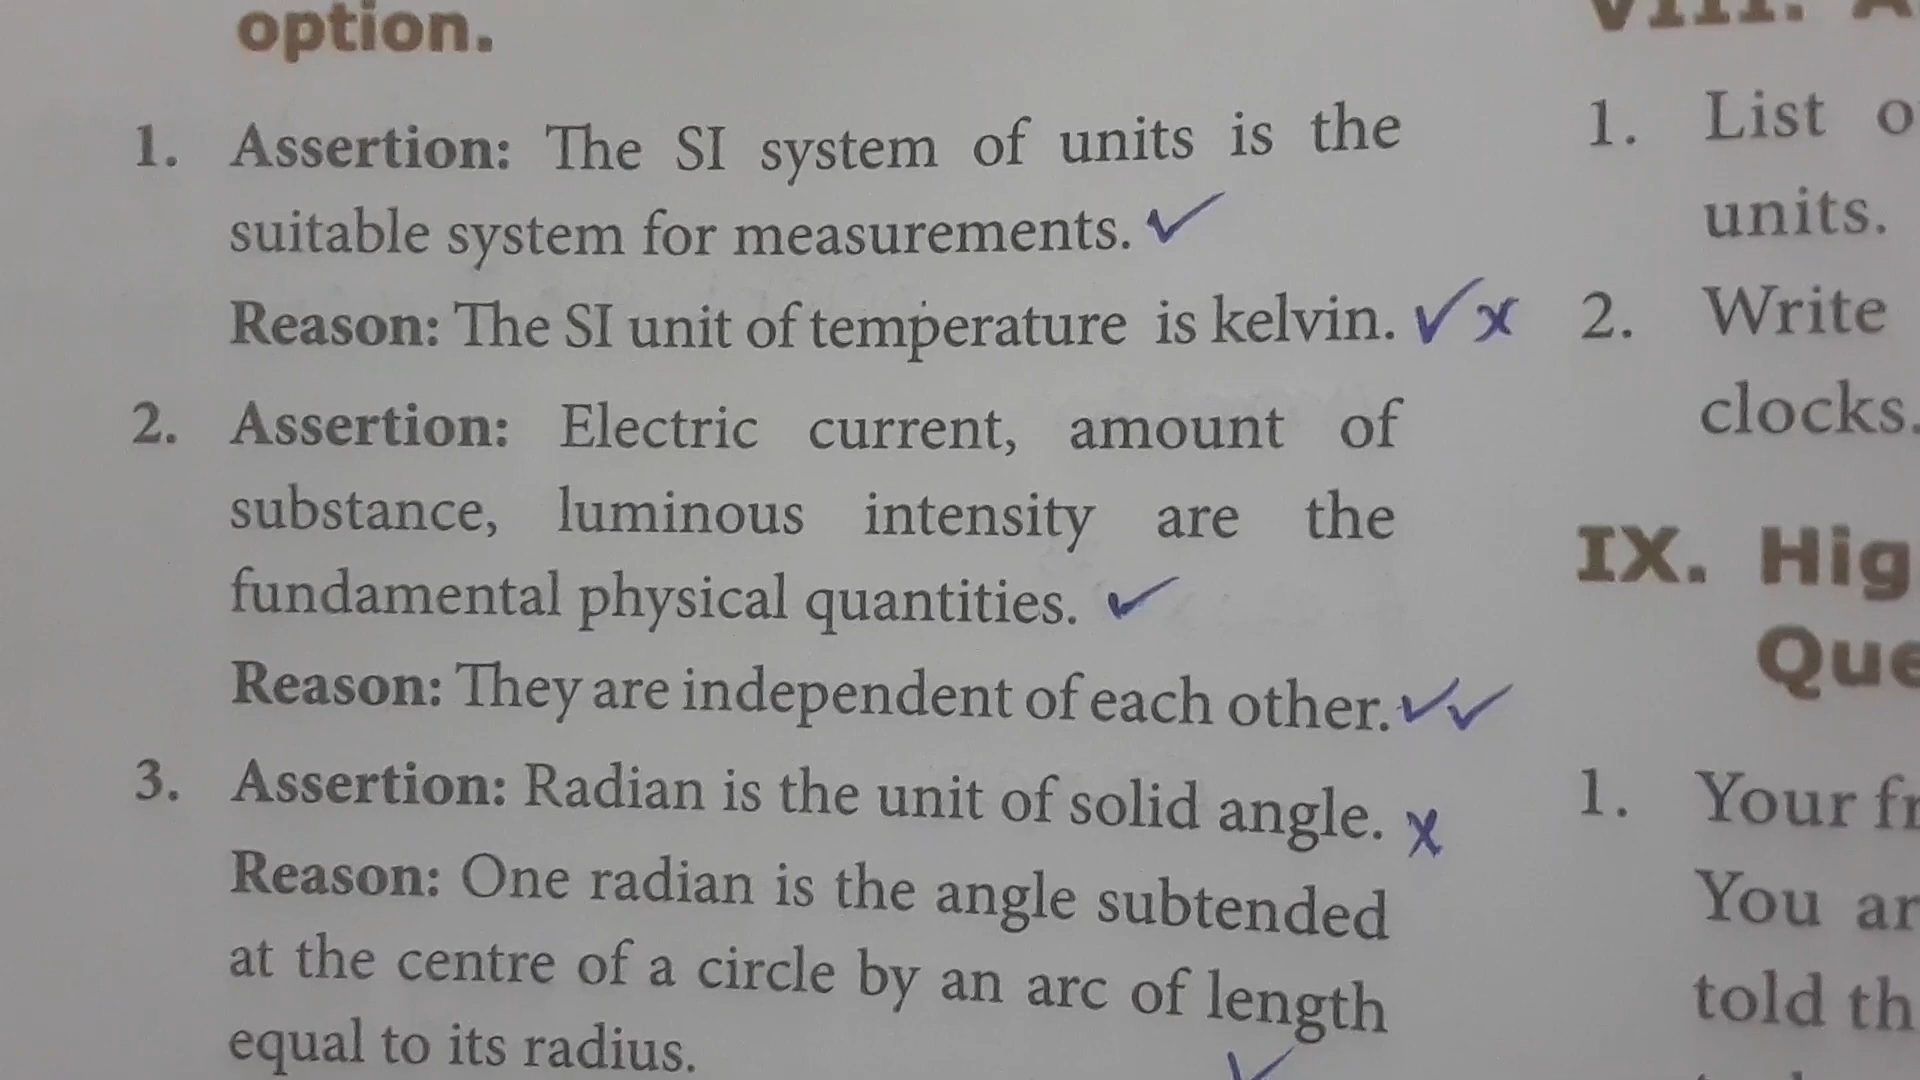 option.
1. Assertion: The SI system of units is the
suitable system for measurements. ✓
Reason: The SI unit of temperature is kelvin. ✓ x
2. Assertion: Electric current, amount of
substance, luminous intensity are the
fundamental physical quantities. ✓
Reason: They are independent of each other. ✓✓
3. Assertion: Radian is the unit of solid angle. x
Reason: One radian is the angle subtended
at the centre of a circle by an arc of length
equal to its radius. ✓
VIII.
1. List
units.
2. Write
clocks.
IX. Hig
Que
1. Your fr
You ar
told th